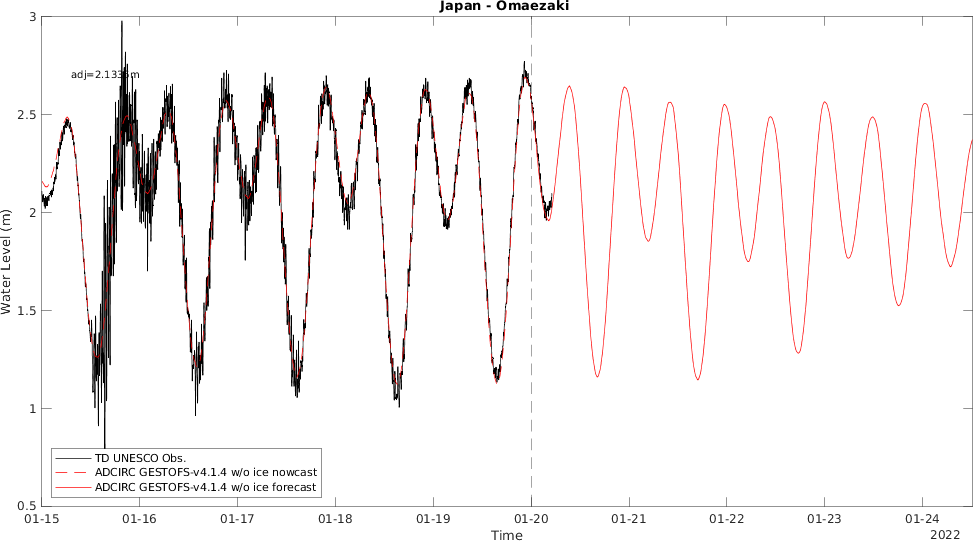 Japan - Omaezaki
3
adj=2.1335m
2.5
2
Water Level (m)
1.5
1
TD UNESCO Obs.
ADCIRC GESTOFS-v4.1.4 w/o ice nowcast
ADCIRC GESTOFS-v4.1.4 w/o ice forecast
0.5
01-15 01-16 01-17 01-18 01-19 01-20 01-21 01-22 01-23 01-24
Time
2022